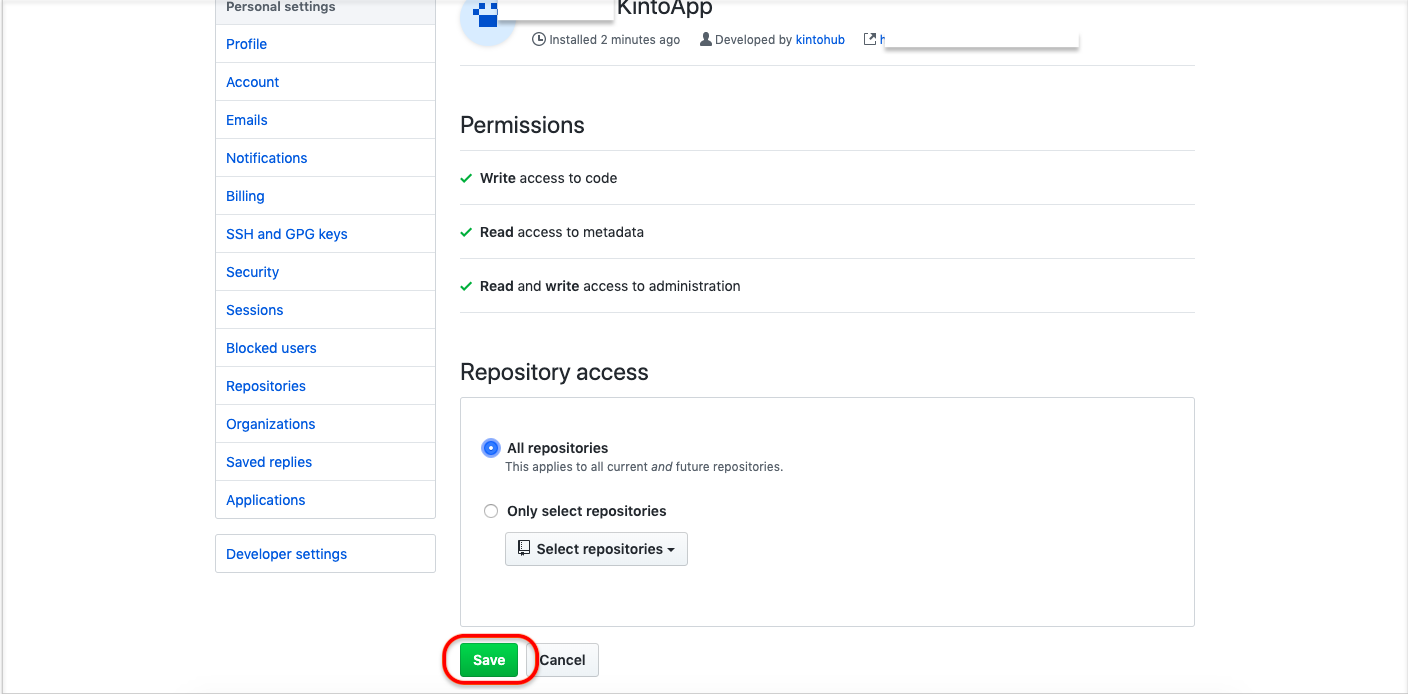 Personal settings
Profile
Account
Emails
Notifications
Billing
SSH and GPG keys
Security
Sessions
Blocked users
Repositories
Organizations
Saved replies
Applications
Developer settings
KintoApp
Installed 2 minutes ago Developed by kintohub h
Permissions
Write access to code
Read access to metadata
Read and write access to administration
Repository access
All repositories
This applies to all current and future repositories.
Only select repositories
Select repositories
Save Cancel